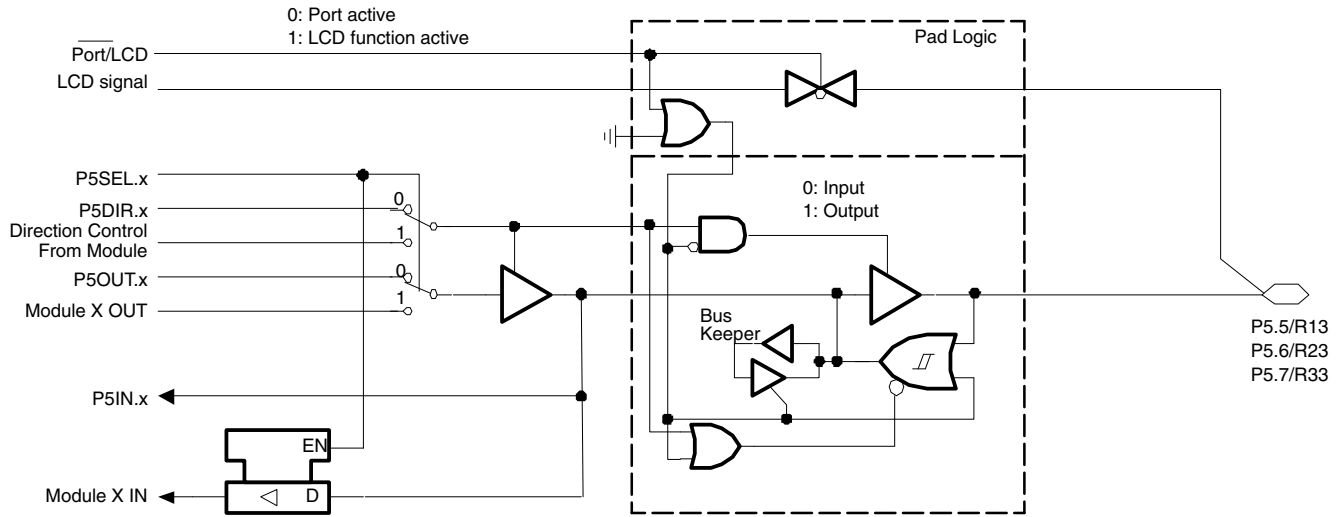 0: Port active
1: LCD function active
Pad Logic
Port/LCD
LCD signal
P5SEL.x
P5DIR.x
0
Direction Control
From Module
1
P5OUT.x
0
Module X OUT
1
0: Input
1: Output
Bus
Keeper
P5.5/R13
P5.6/R23
P5.7/R33
P5IN.x
EN
Module X IN
D